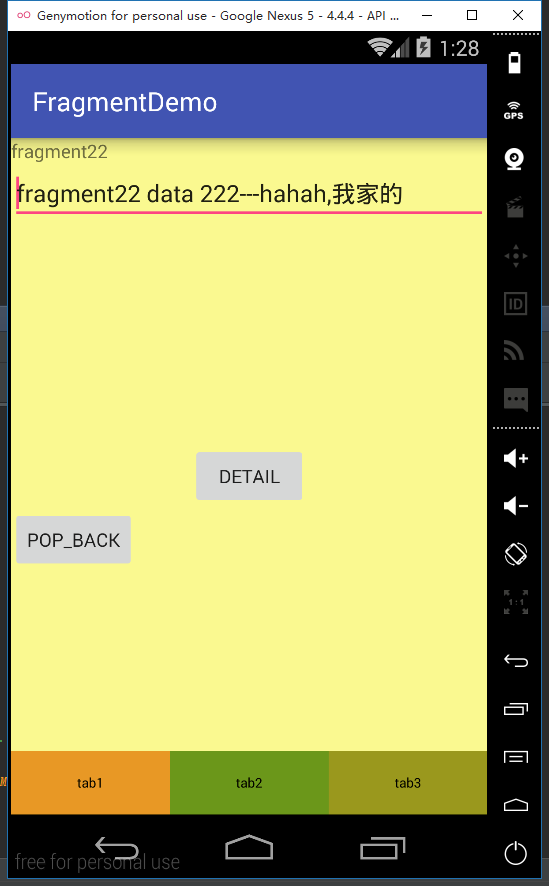 Genymotion for personal use - Google Nexus 5 - 4.4.4 - API ...
1:28
FragmentDemo
GPS
fragment22
fragment22 data 222---hahah,我家的
ID
DETAIL
POP_BACK
1:1
tab1 tab2 tab3
free for personal use
M